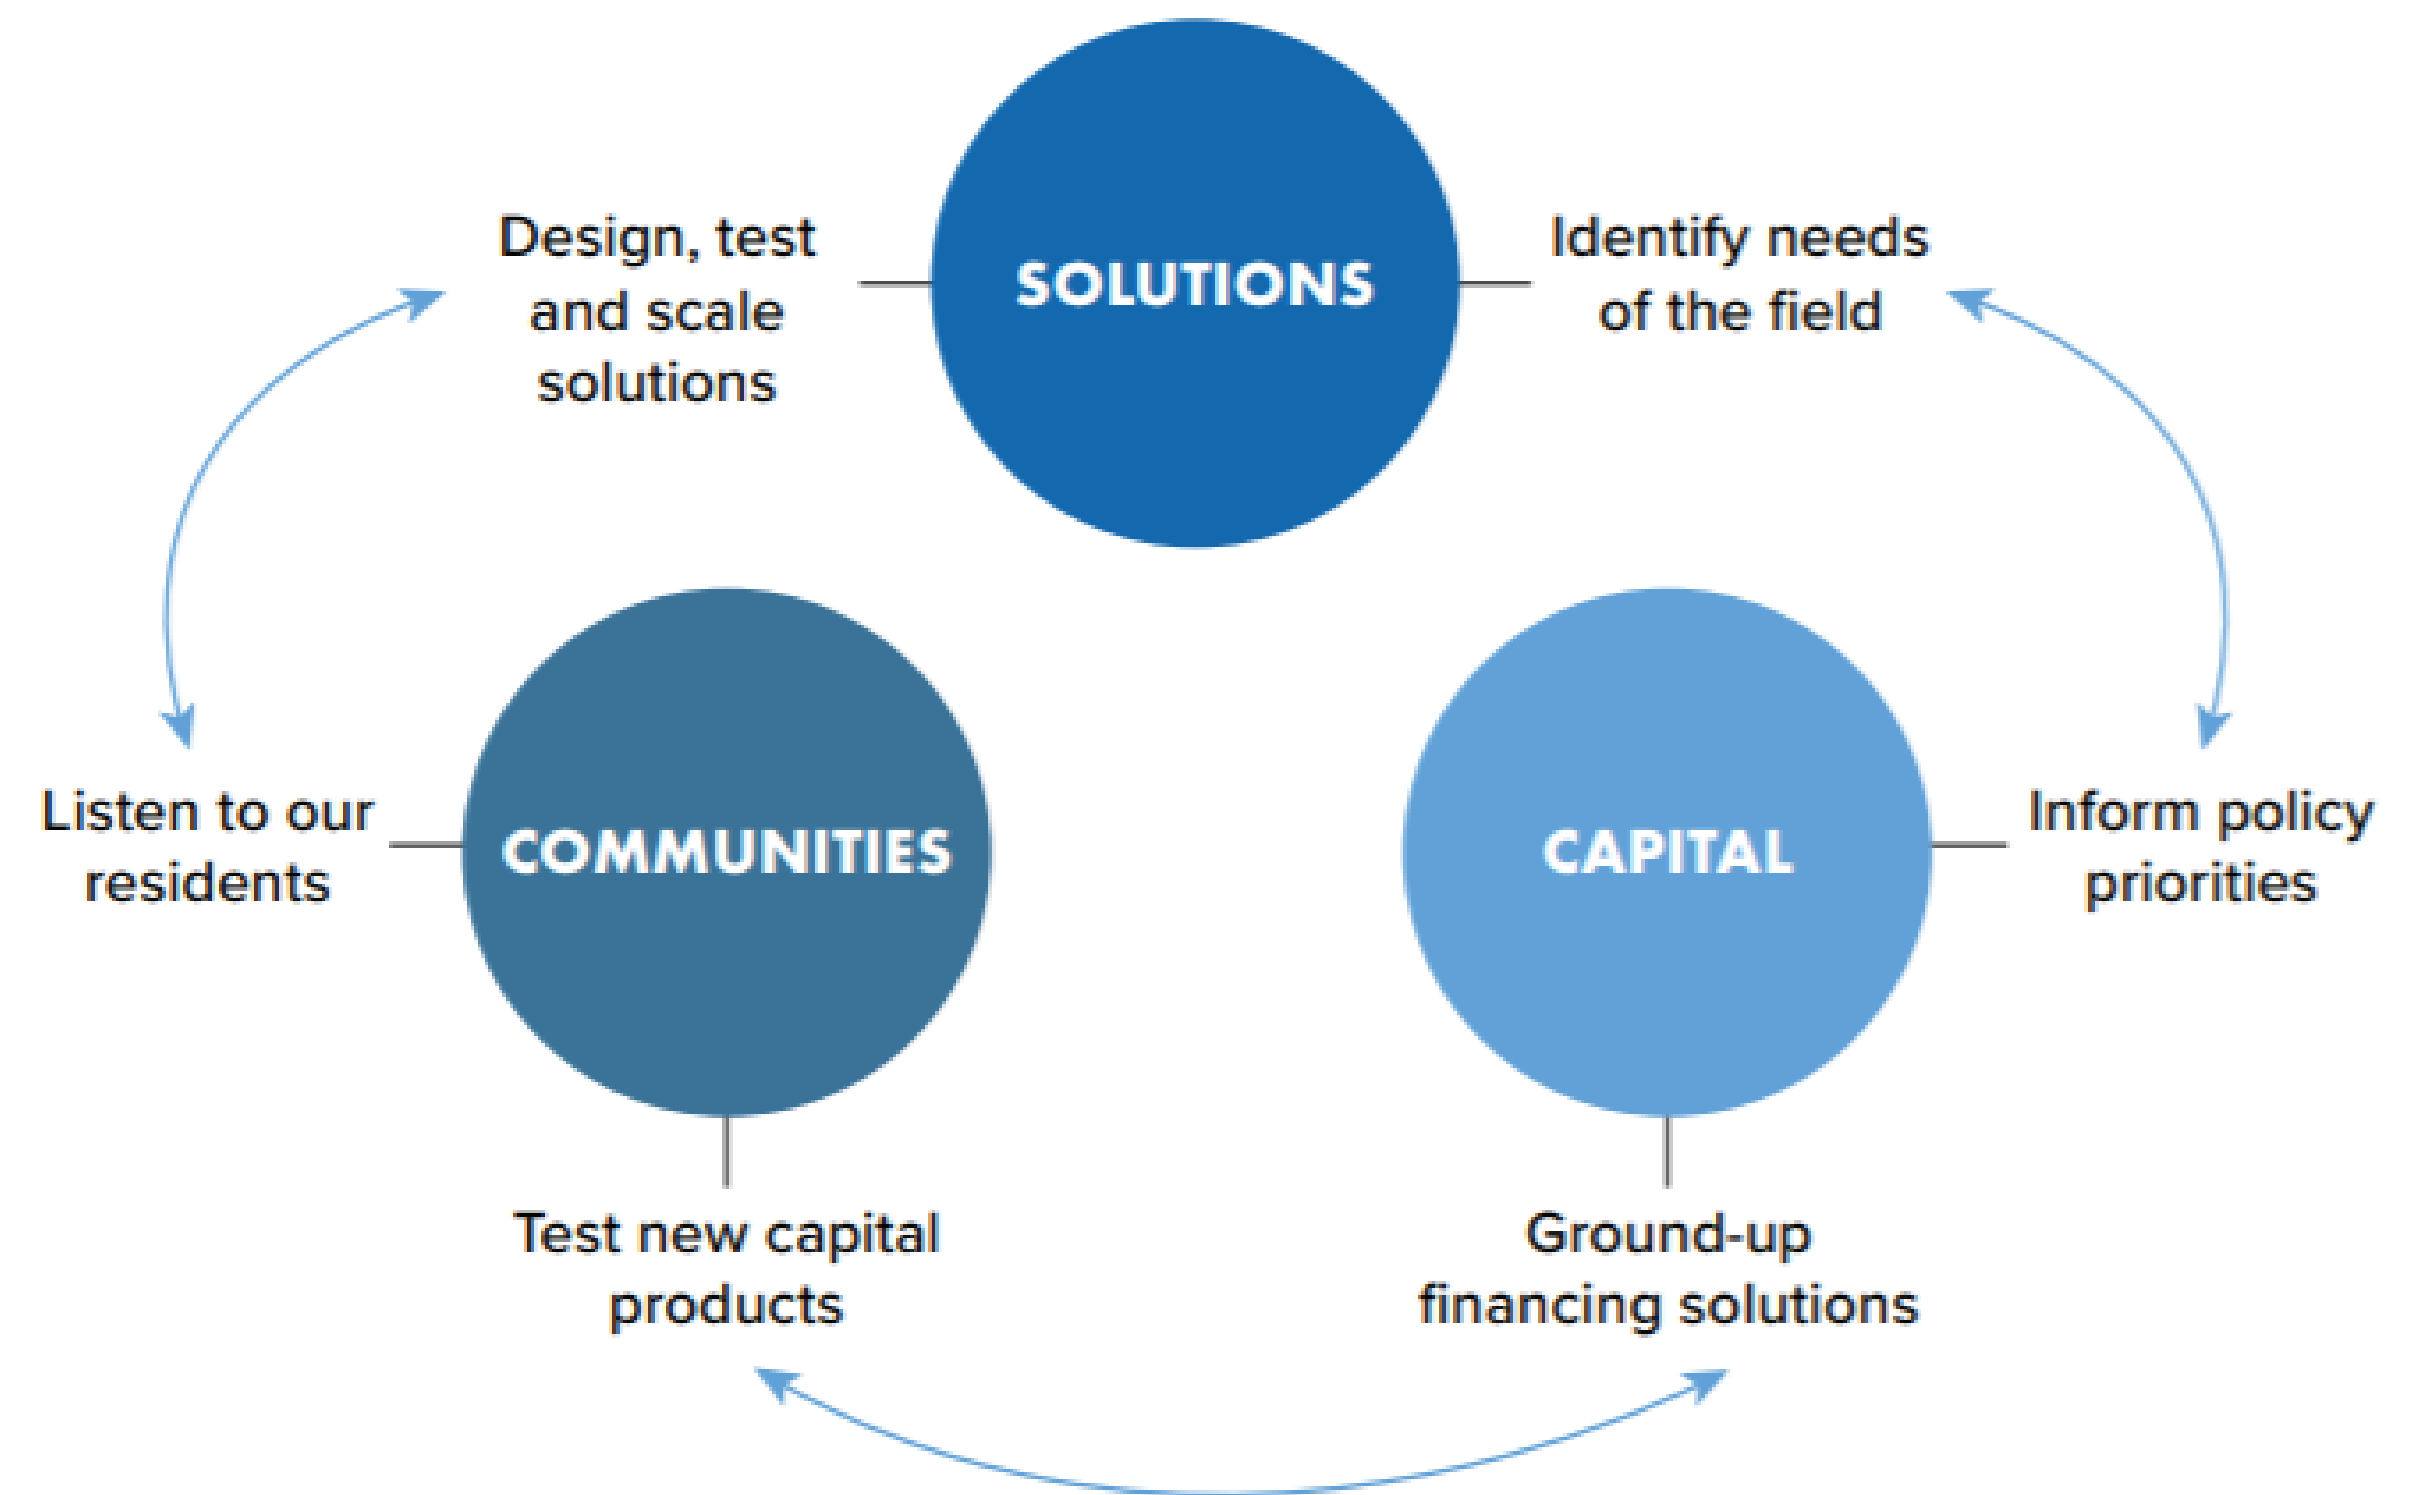 Design, test
and scale
solutions
SOLUTIONS
Identify needs
of the field
Listen to our
residents
COMMUNITIES
CAPITAL
Inform policy
priorities
Test new capital
products
Ground-up
financing solutions